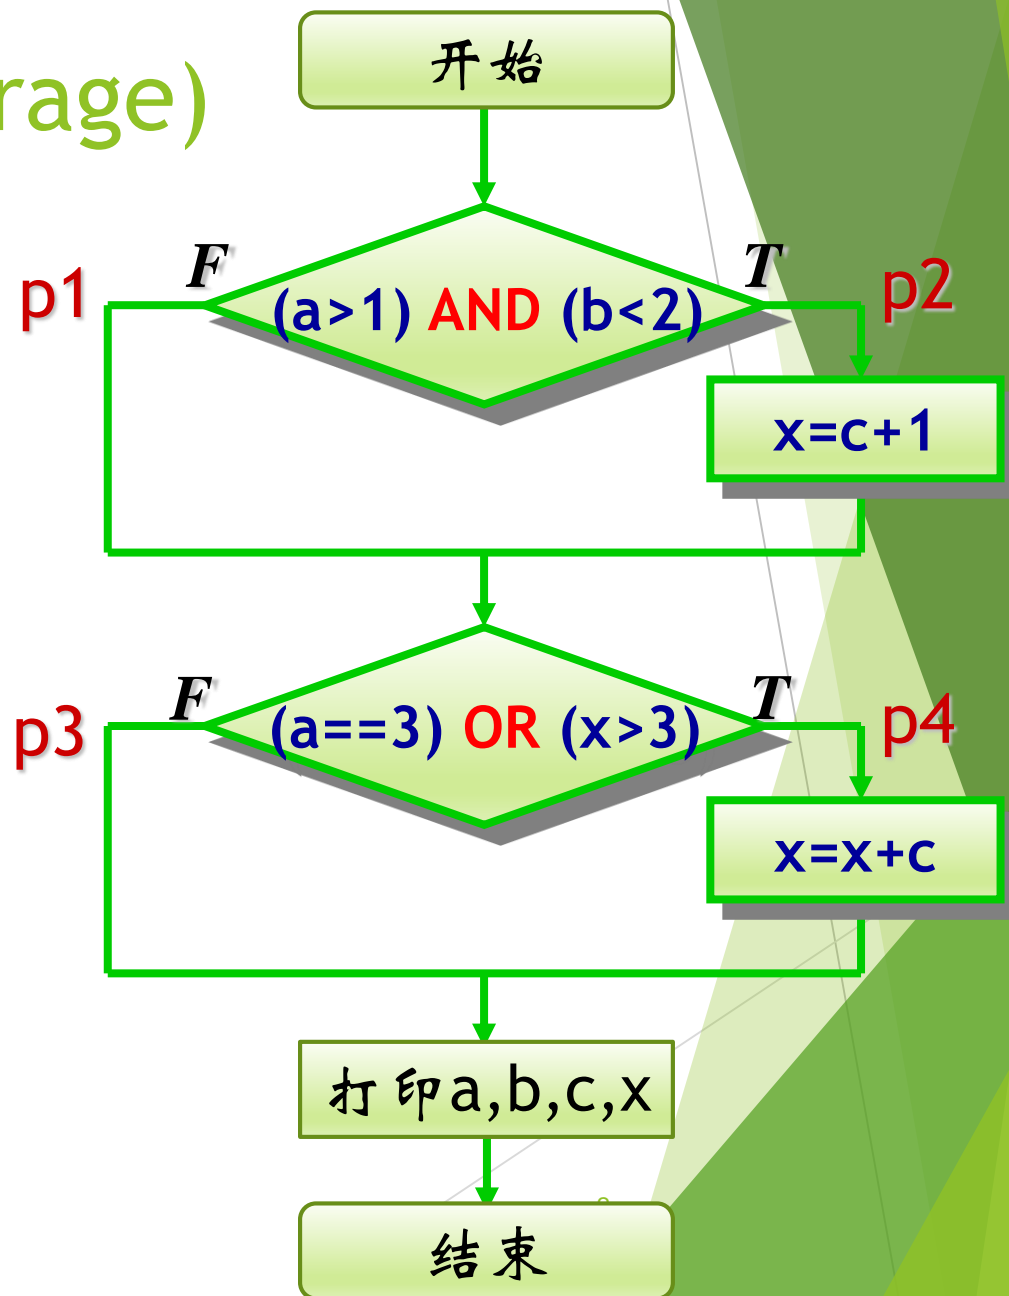 开始
rage)
F
T
p1
p2
(a>1) AND (b<2)
x=c+1
F
T
p3
p4
(a==3) OR (x>3)
x=x+c
打印a,b,c,x
结束